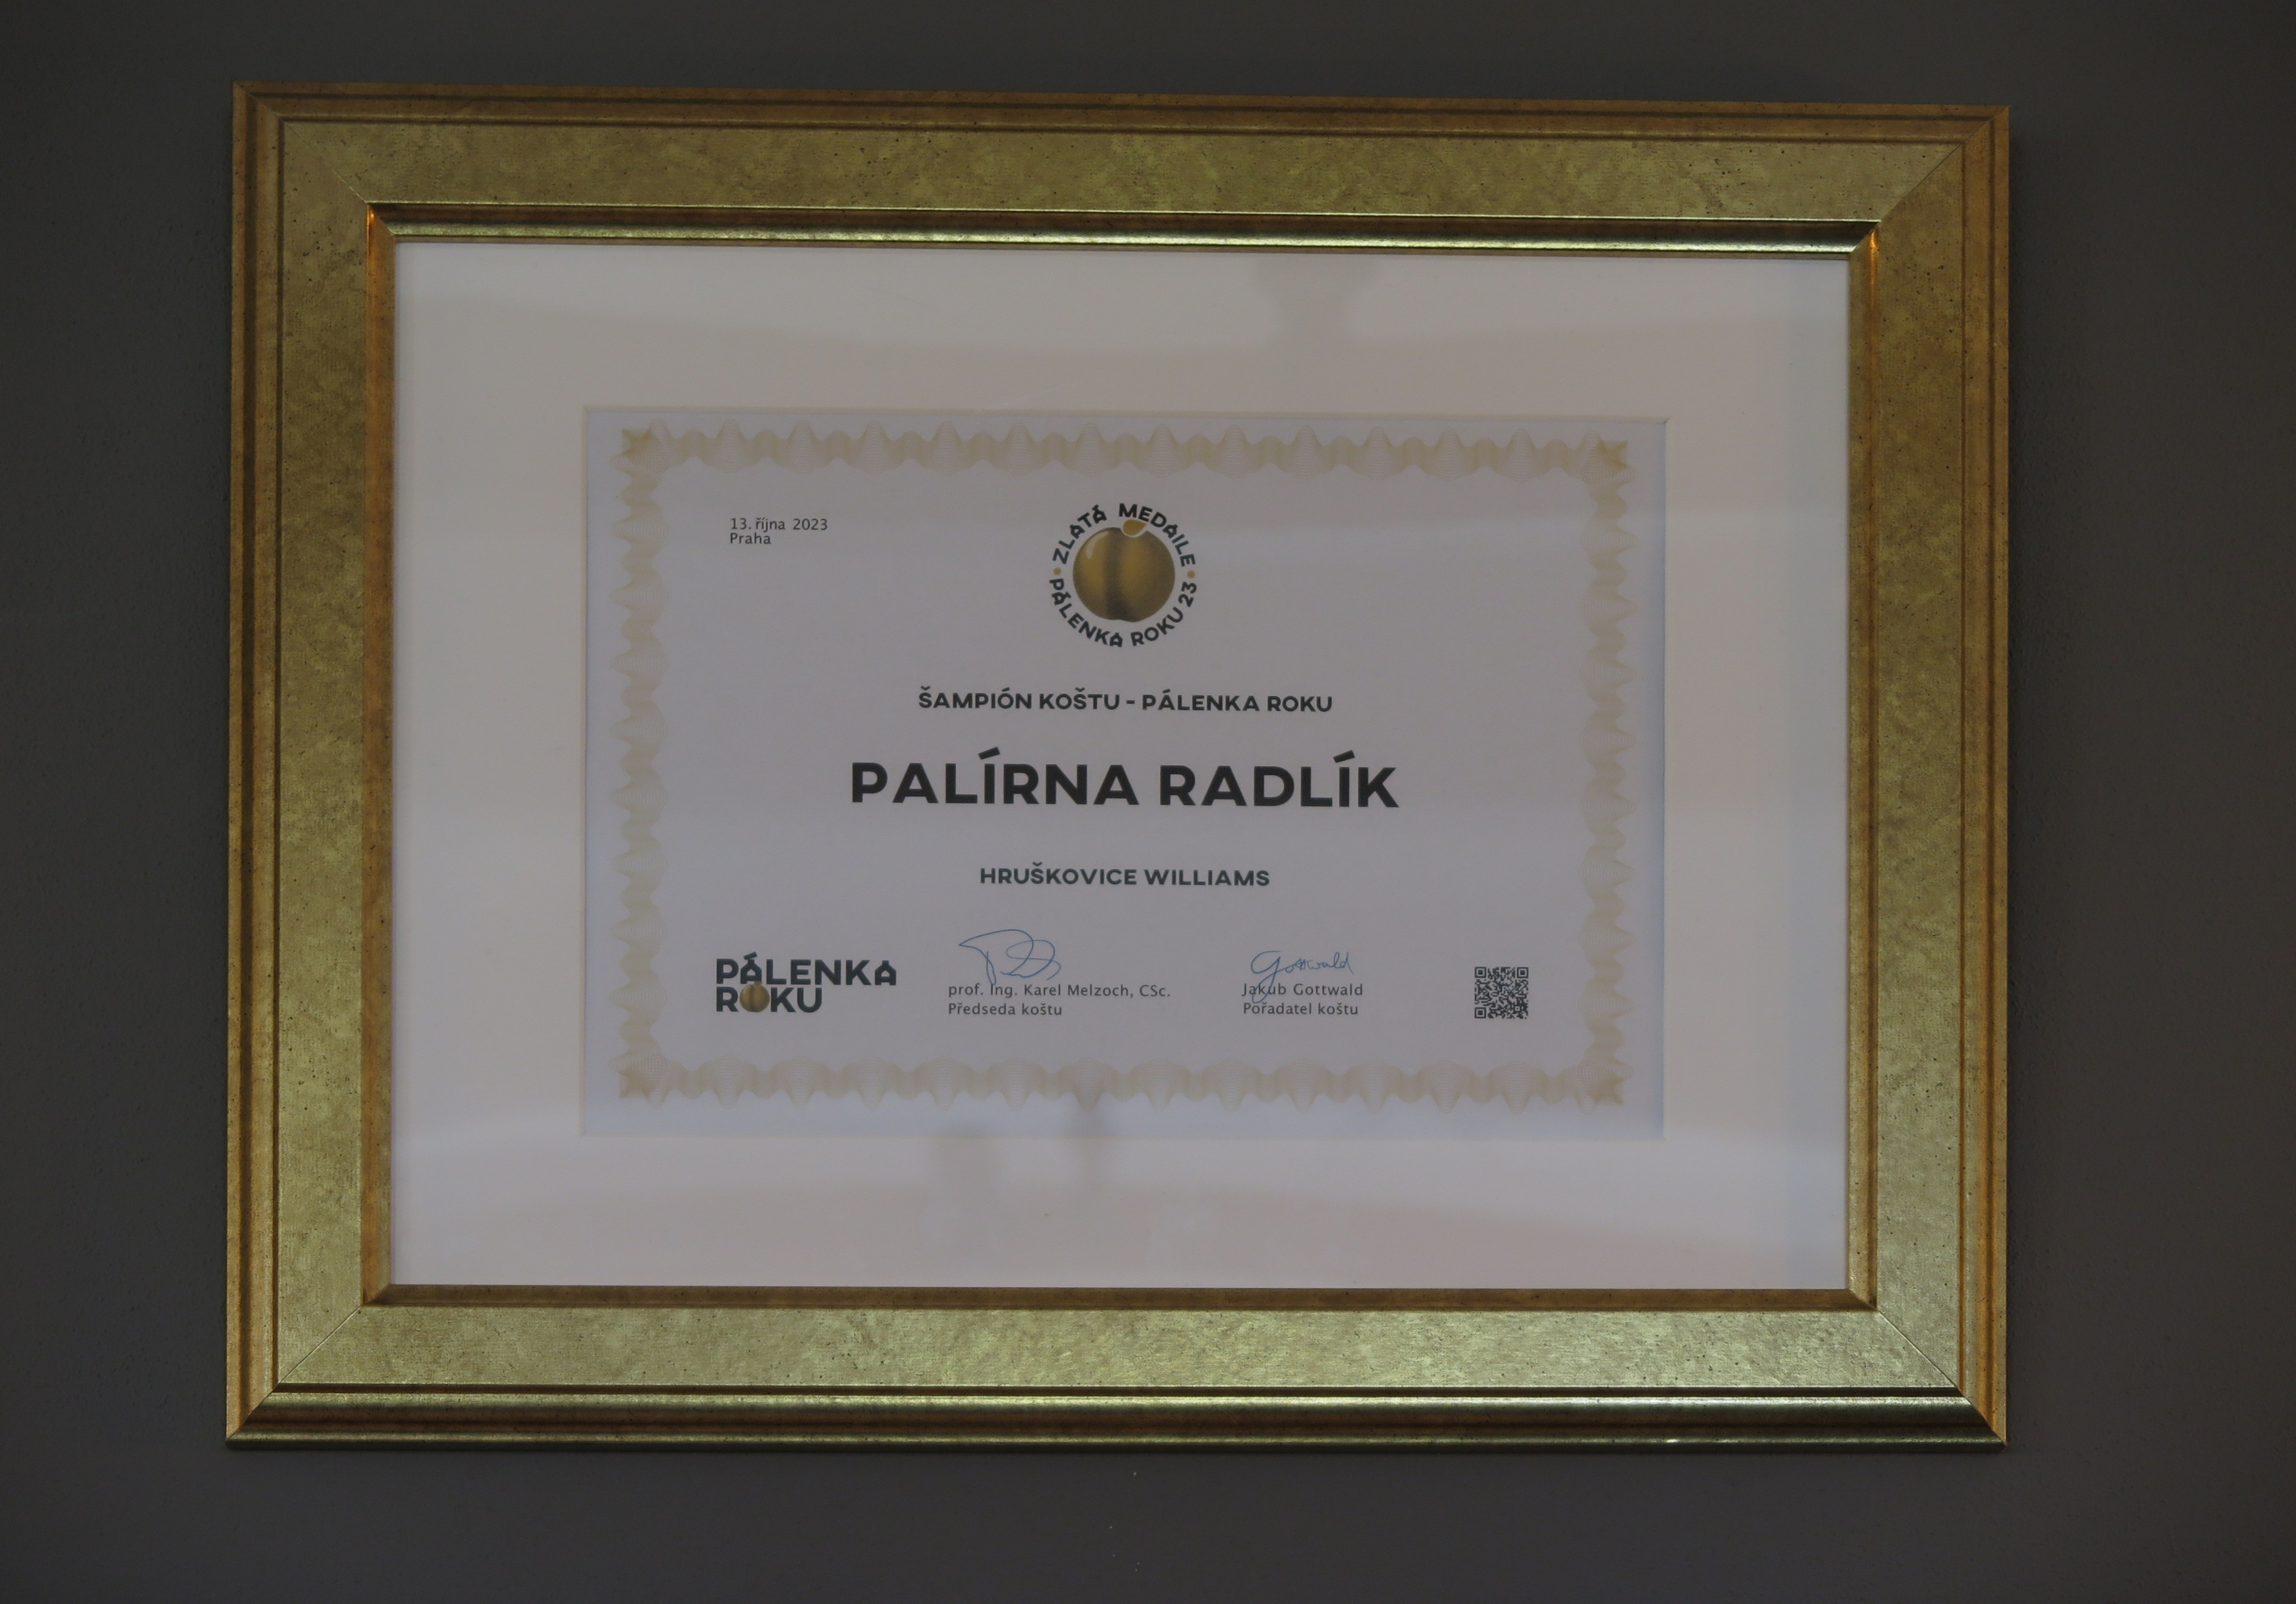 13. října 2023
Praha
ZLATÁ MEDAILE
PÁLENKA ROKU 23
ŠAMPIÓN KOŠTU - PÁLENKA ROKU
PALÍRNA RADLÍK
HRUŠKOVICE WILLIAMS
PÁLENKA
ROKU
prof. Ing. Karel Melzoch, CSc.
Předseda koštu
Gottwald
Jakub Gottwald
Pořadatel koštu